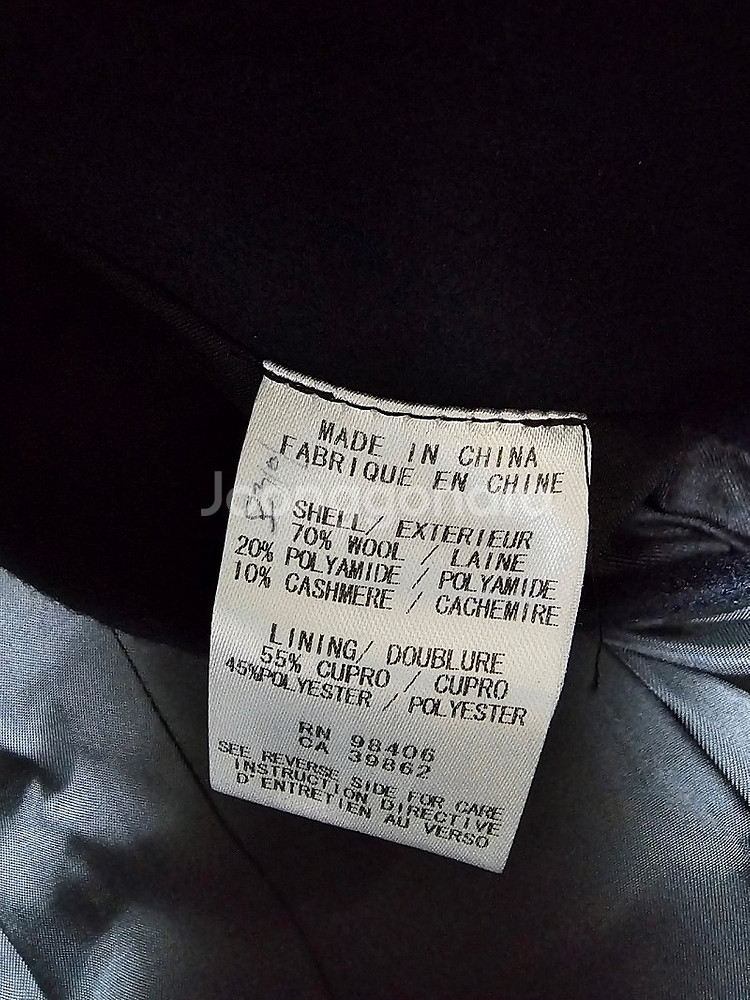 MADE IN CHINA
FABRIQUE EN CHINE
SHELL/ EXTERIEUR
70% WOOL / LAINE
20% POLYAMIDE / POLYAMIDE
10% CASHMERE / CACHEMIRE
LINING/ DOUBLURE
55% CUPRO / CUPRO
45%POLYESTER / POLYESTER
RN 98406
CA 39862
SEE REVERSE SIDE FOR CARE
INSTRUCTION DIRECTIVE
D'ENTRETIEN AU VERSO